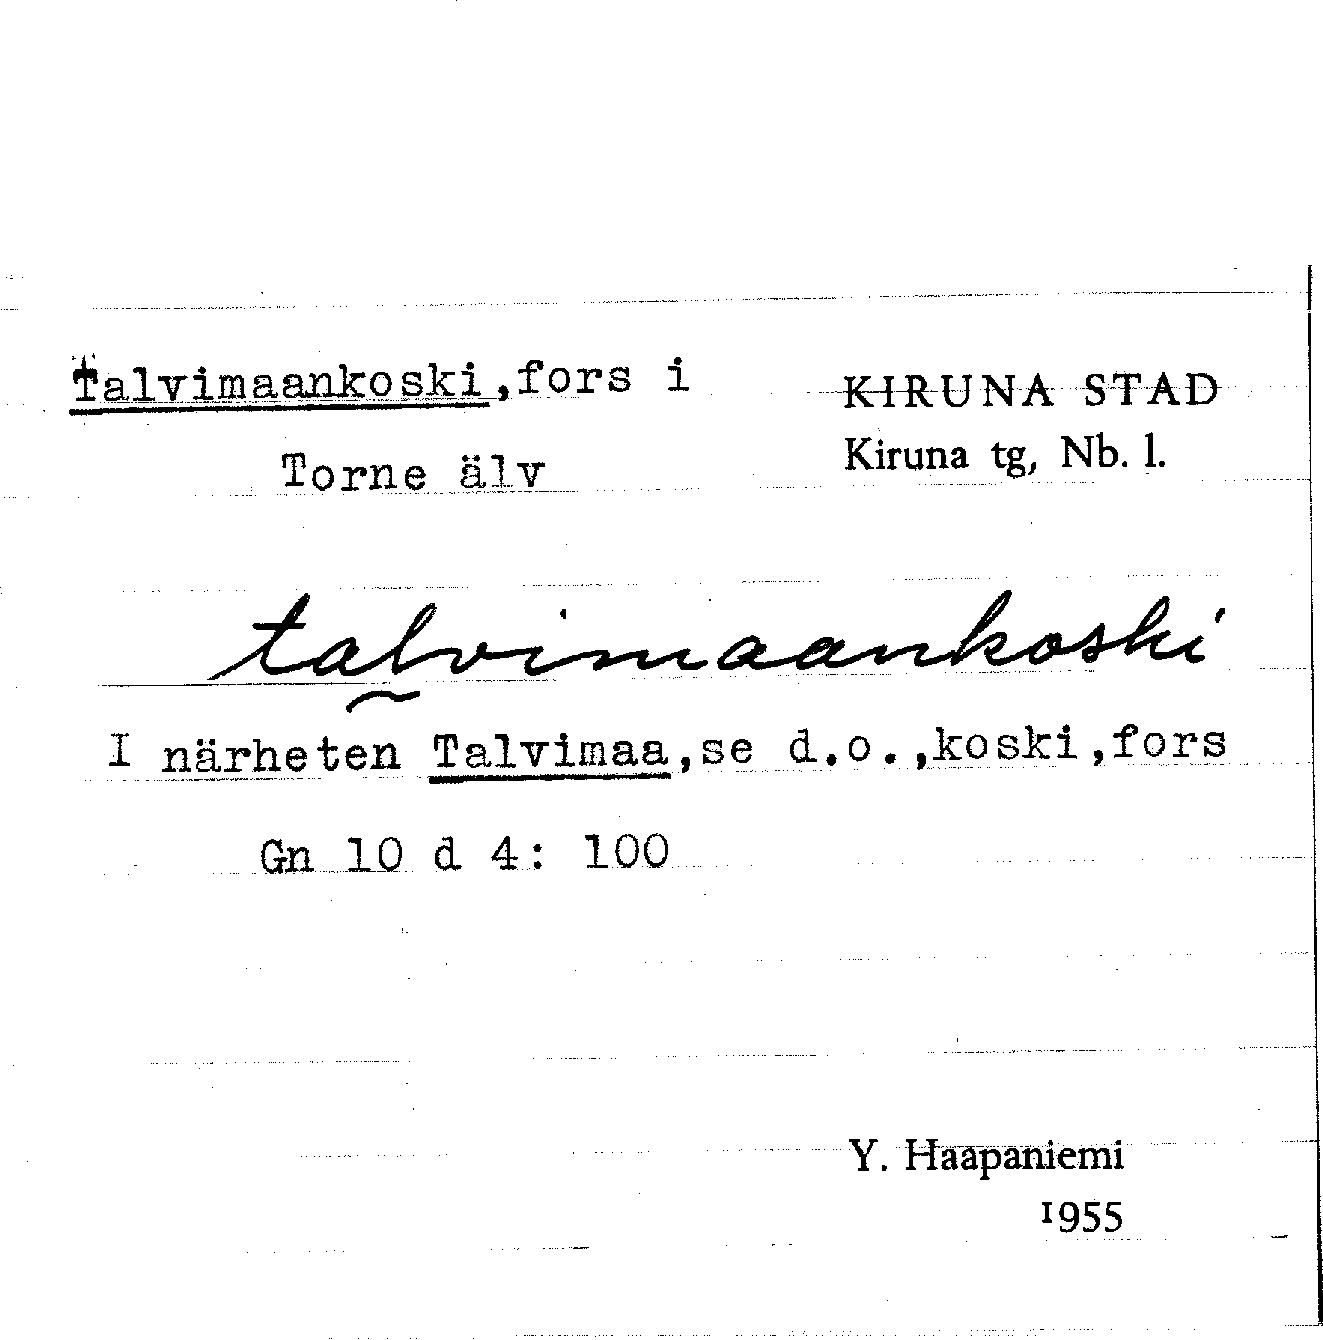 Talvimaankoski,fors i
Torne älv
KIRUNA STAD
Kiruna tg, Nb. l.
talvimaankoski
I närheten Talvimaa,se d.o.,koski,fors
Gn 10 d 4: 100
Y. Haapaniemi
1955